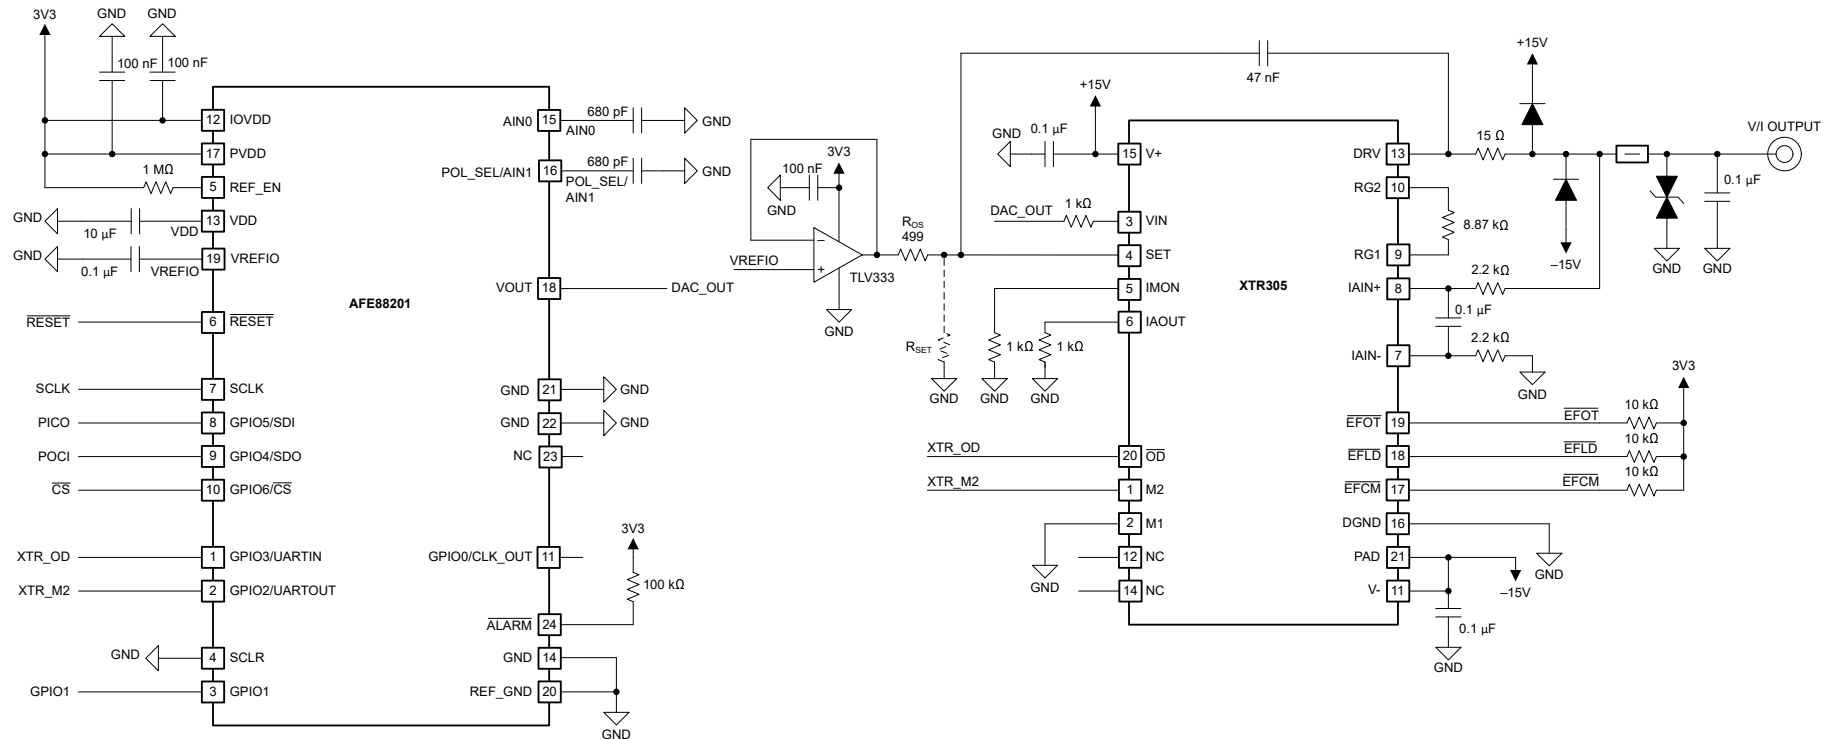 3V3
GND
GND
100 nF
100 nF
12 IOVDD
17 PVDD
1 MΩ
5 REF_EN
GND
10 µF
VDD
13 VDD
GND
0.1 µF
VREFIO
19 VREFIO
RESET
6 RESET
SCLK
7 SCLK
PICO
8 GPIO5/SDI
POCI
9 GPIO4/SDO
CS
10 GPIO6/CS
XTR_OD
1 GPIO3/UARTIN
XTR_M2
2 GPIO2/UARTOUT
GND
4 SCLR
GPIO1
3 GPIO1
AFE88201
AIN0 15
680 pF
AIN0
GND
POL_SEL/AIN1 16
680 pF
POL_SEL/
AIN1
GND
VOUT 18
DAC_OUT
GND 21
GND
GND 22
GND
NC 23
GPIO0/CLK_OUT 11
3V3
100 kΩ
ALARM 24
GND 14
REF_GND 20
GND
3V3
100 nF
GND
VREFIO
−
+
TLV333
GND
ROS
499
RSET
GND
47 nF
+15V
GND
0.1 µF
15 V+
DAC_OUT
1 kΩ
3 VIN
4 SET
5 IMON
6 IAOUT
1 kΩ
1 kΩ
GND
GND
XTR_OD
20 OD
XTR_M2
1 M2
2 M1
12 NC
14 NC
GND
XTR305
DRV 13
15 Ω
+15V
–15V
V/I OUTPUT
0.1 µF
GND
GND
RG2 10
8.87 kΩ
RG1 9
2.2 kΩ
IAIN+ 8
0.1 µF
2.2 kΩ
IAIN- 7
GND
3V3
EFOT 19
EFOT
10 kΩ
EFLD 18
EFLD
10 kΩ
EFCM 17
EFCM
10 kΩ
DGND 16
GND
PAD 21
–15V
V- 11
0.1 µF
GND